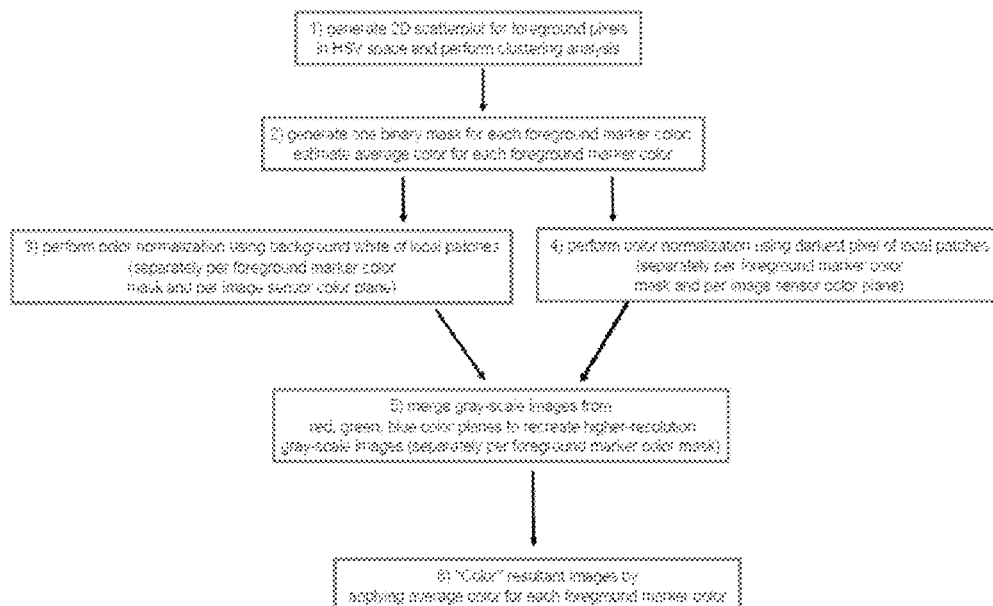 1) generate 2D scatterplot for foreground pixels
in HSV space and perform clustering analysis
2) generate one binary mask for each foreground marker color;
estimate average color for each foreground marker color
3) perform color normalization using background white of local patches
(separately per foreground marker color
mask and per image sensor color plane)
4) perform color normalization using darkest pixel of local patches
(separately per foreground marker color
mask and per image sensor color plane)
5) merge gray-scale images from
red, green, blue color planes to recreate higher-resolution
gray-scale images (separately per foreground marker color mask)
6) "Color" resultant images by
applying average color for each foreground marker color